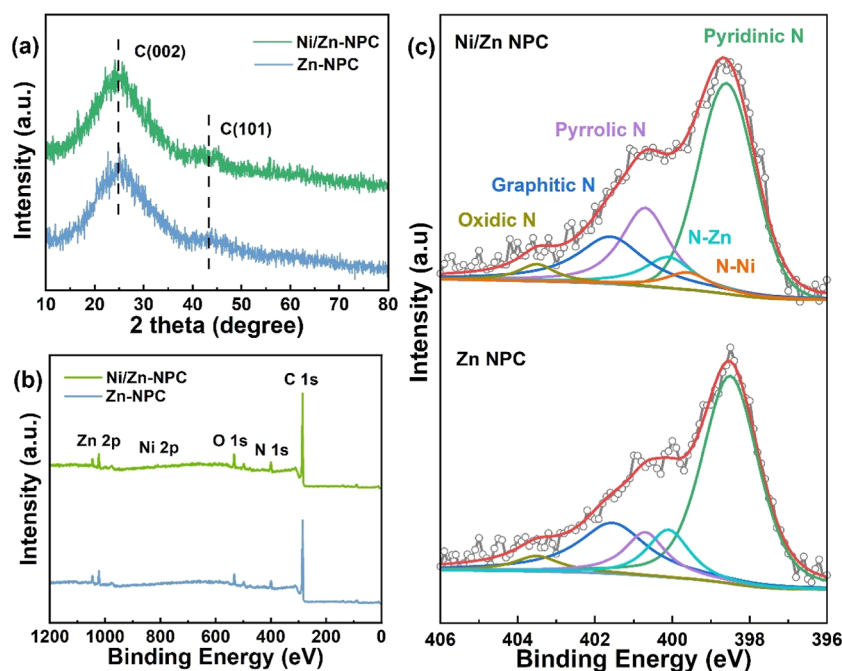 (a)
C(002)
Ni/Zn-NPC
Zn-NPC
C(101)
Intensity (a.u.)
10 20 30 40 50 60 70 80
2 theta (degree)
(b)
Ni/Zn-NPC
Zn-NPC
C 1s
Zn 2p
Ni 2p
O 1s
N 1s
Intensity (a.u.)
1200 1000 800 600 400 200 0
Binding Energy (eV)
(c)
Ni/Zn NPC
Pyridinic N
Pyrrolic N
Graphitic N
Oxidic N
N-Zn
N-Ni
Zn NPC
Intensity (a.u)
406 404 402 400 398 396
Binding Energy (eV)